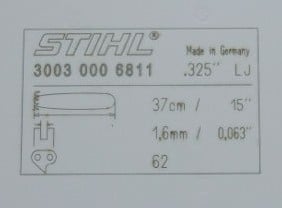 STIHL®
Made in Germany
3003 000 6811 .325" LJ
37cm / 15"
1,6mm / 0,063"
62